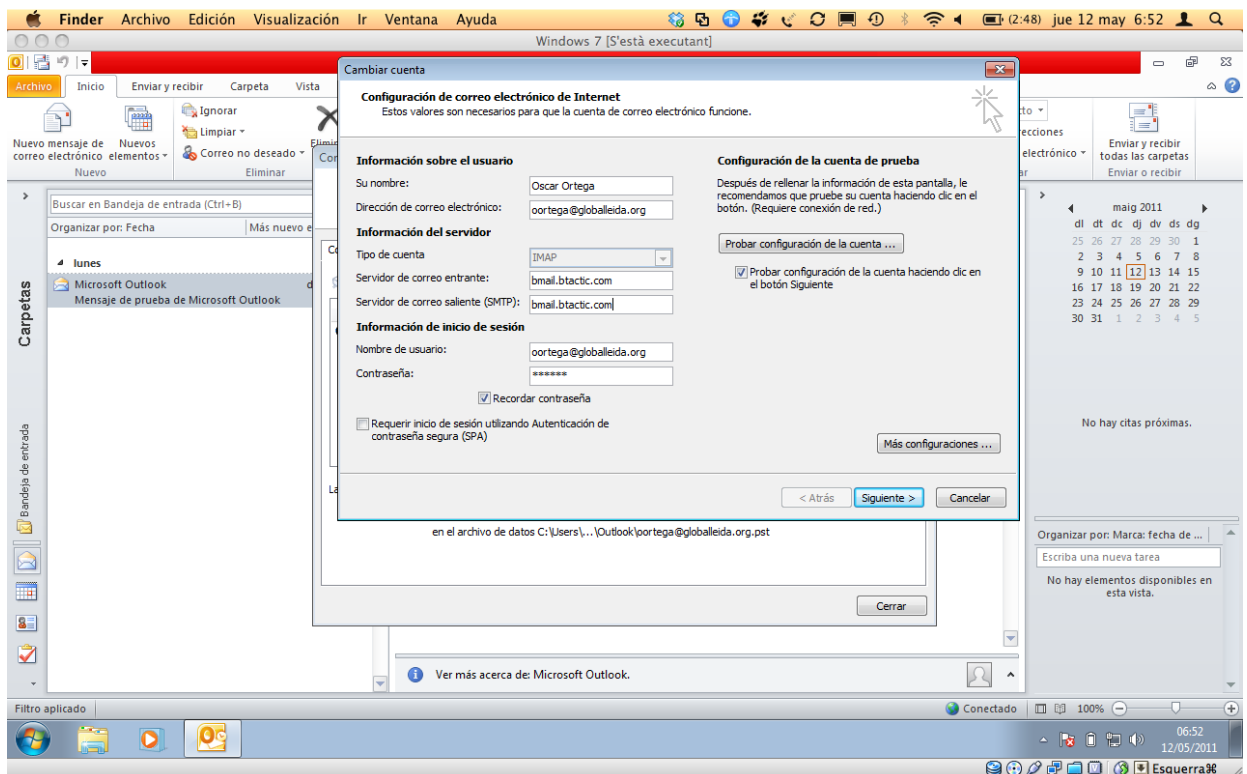 Finder Archivo Edición Visualización Ir Ventana Ayuda
(2:48) jue 12 may 6:52
Windows 7 [S'està executant]
Archivo Inicio Enviar y recibir Carpeta Vista
Nuevo mensaje de correo electrónico
Nuevos elementos
Nuevo
Ignorar
Limpiar
Correo no deseado
Eliminar
Buscar en Bandeja de entrada (Ctrl+B)
Organizar por: Fecha
Más nuevo e
lunes
Microsoft Outlook
Mensaje de prueba de Microsoft Outlook
Carpetas
Bandeja de entrada
Cambiar cuenta
Configuración de correo electrónico de Internet
Estos valores son necesarios para que la cuenta de correo electrónico funcione.
Información sobre el usuario
Su nombre: Oscar Ortega
Dirección de correo electrónico: oortega@globalleida.org
Información del servidor
Tipo de cuenta IMAP
Servidor de correo entrante: bmail.btactic.com
Servidor de correo saliente (SMTP): bmail.btactic.com
Información de inicio de sesión
Nombre de usuario: oortega@globalleida.org
Contraseña: ******
Recordar contraseña
Requerir inicio de sesión utilizando Autenticación de
contraseña segura (SPA)
Configuración de la cuenta de prueba
Después de rellenar la información de esta pantalla, le
recomendamos que pruebe su cuenta haciendo clic en el
botón. (Requiere conexión de red.)
Probar configuración de la cuenta ...
Probar configuración de la cuenta haciendo clic en
el botón Siguiente
Más configuraciones ...
< Atrás Siguiente > Cancelar
en el archivo de datos C:\Users\...\Outlook\oortega@globalleida.org.pst
Cerrar
Ver más acerca de: Microsoft Outlook.
electrónico
Enviar y recibir
todas las carpetas
Enviar o recibir
maig 2011
dl dt dc dj dv ds dg
25 26 27 28 29 30 1
2 3 4 5 6 7 8
9 10 11 12 13 14 15
16 17 18 19 20 21 22
23 24 25 26 27 28 29
30 31 1 2 3 4 5
No hay citas próximas.
Organizar por: Marca: fecha de ...
Escriba una nueva tarea
No hay elementos disponibles en
esta vista.
Filtro aplicado
Conectado
100%
06:52
12/05/2011
Esquerra⌘